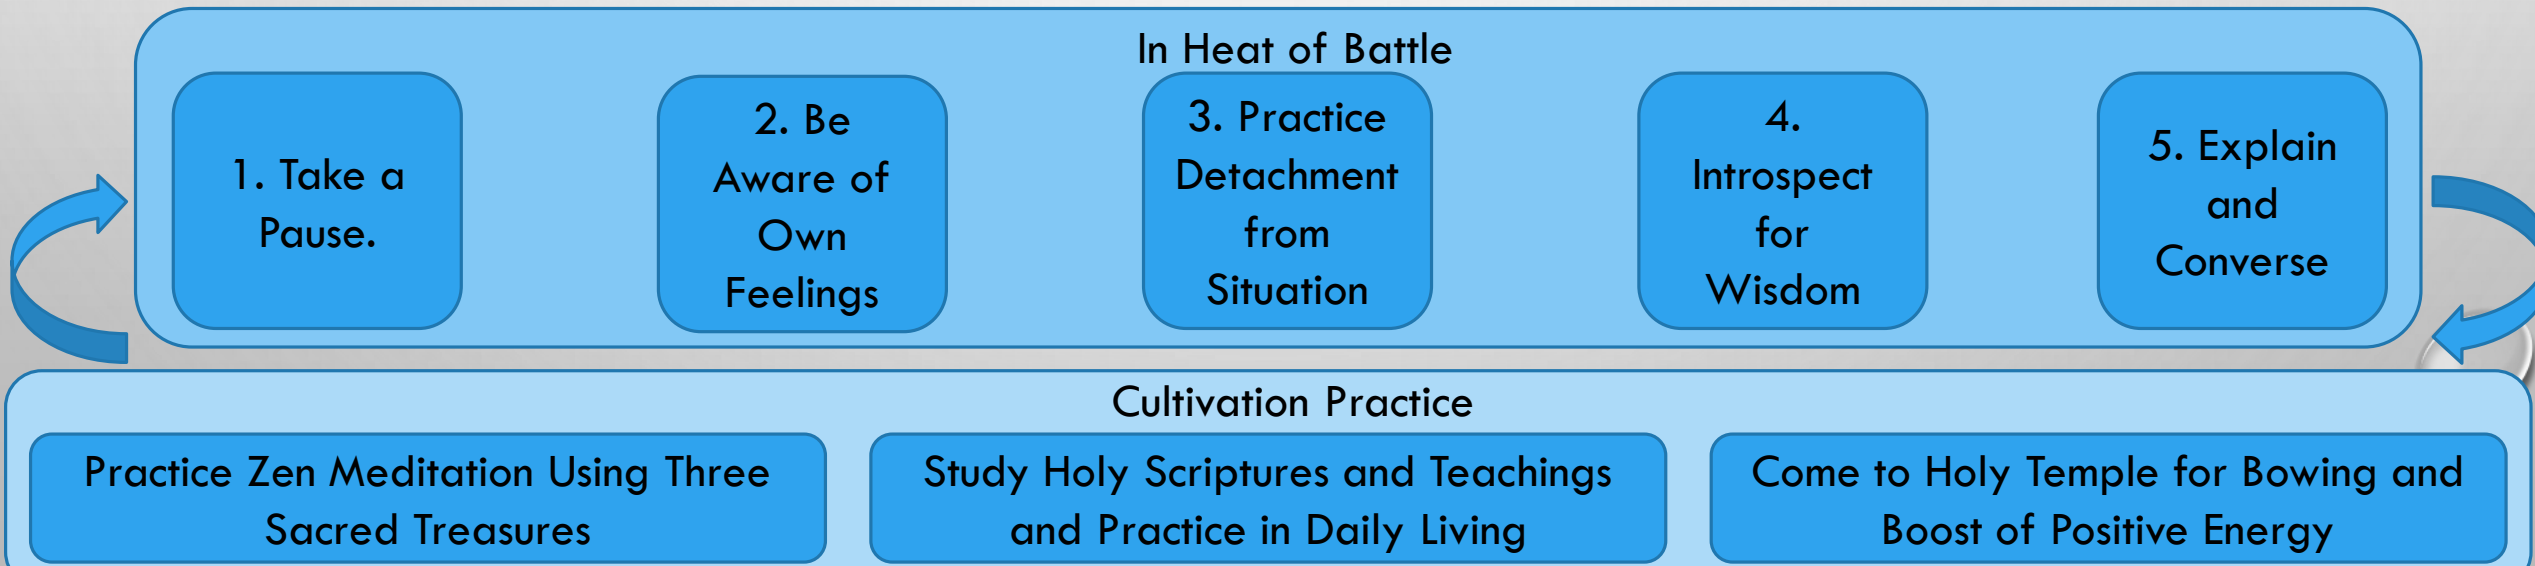 In Heat of Battle
1. Take a
Pause.
2. Be
Aware of
Own
Feelings
3. Practice
Detachment
from
Situation
4.
Introspect
for
Wisdom
5. Explain
and
Converse
Cultivation Practice
Practice Zen Meditation Using Three
Sacred Treasures
Study Holy Scriptures and Teachings
and Practice in Daily Living
Come to Holy Temple for Bowing and
Boost of Positive Energy